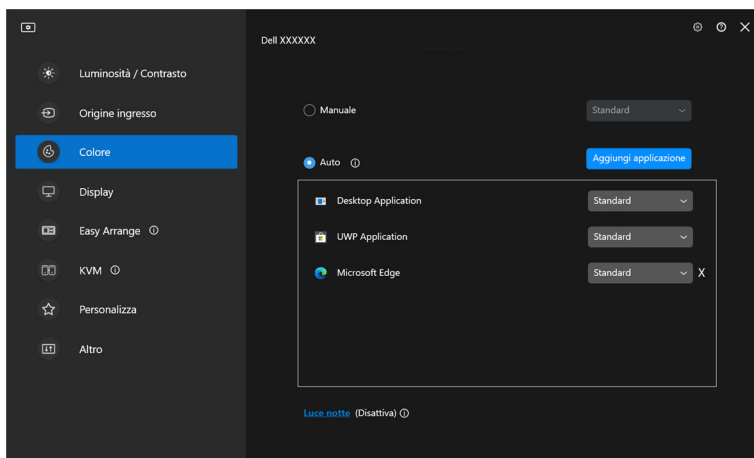 Dell XXXXXX
Luminosità / Contrasto
Origine ingresso
Colore
Display
Easy Arrange
KVM
Personalizza
Altro
Manuale
Standard
Auto
Aggiungi applicazione
Desktop Application
Standard
UWP Application
Standard
Microsoft Edge
Standard
X
Luce notte (Disattiva)